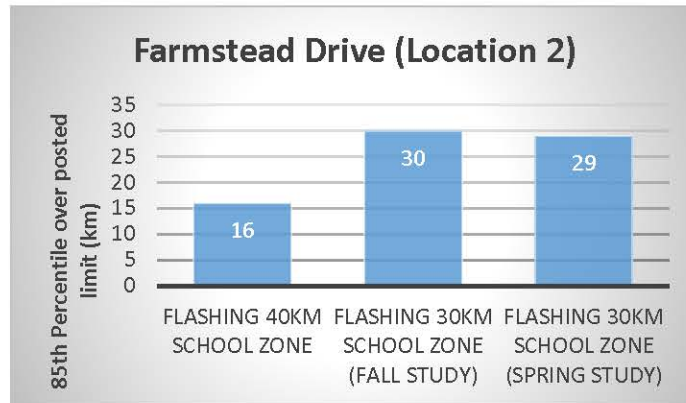 Farmstead Drive (Location 2)
85th Percentile over posted
limit (km)
35
30
25
20
15
10
5
0
16
30
29
FLASHING 40KM
SCHOOL ZONE
FLASHING 30KM
SCHOOL ZONE
(FALL STUDY)
FLASHING 30KM
SCHOOL ZONE
(SPRING STUDY)